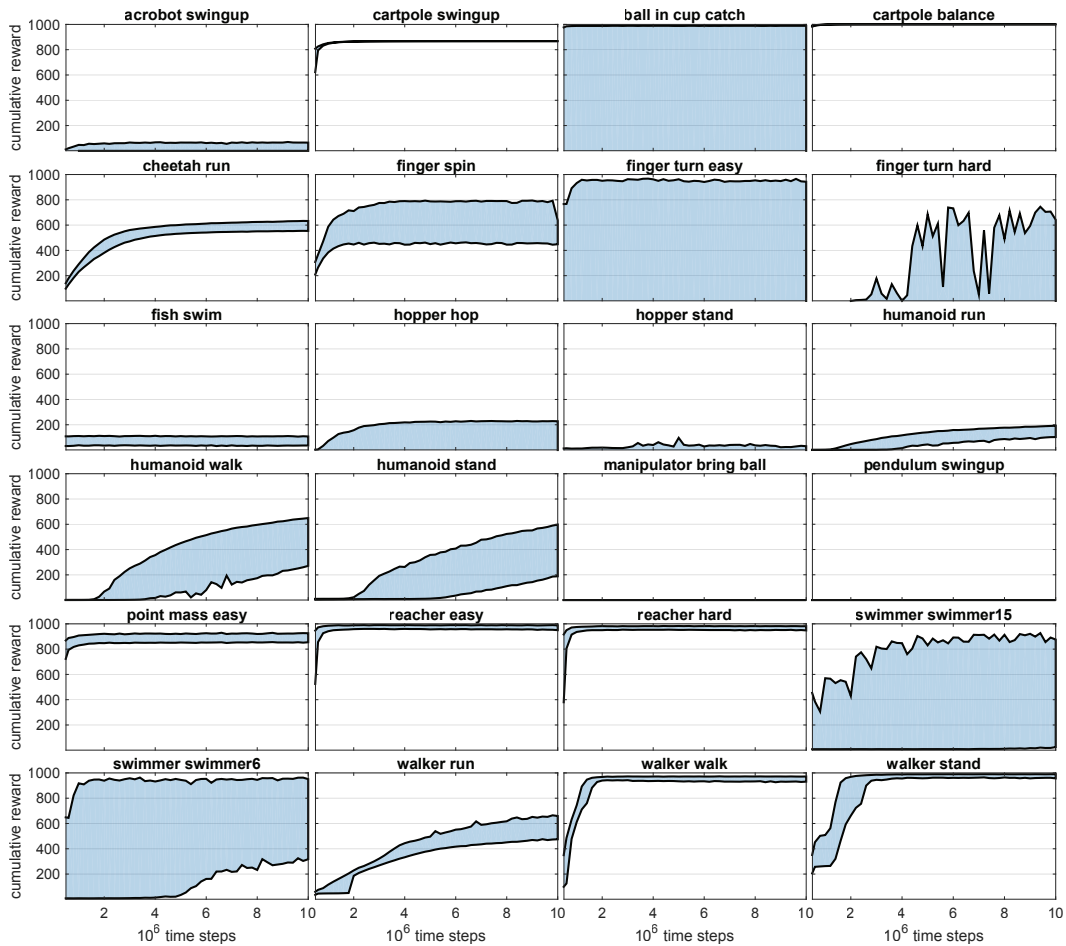 acrobot swingup cartpole swingup ball in cup catch cartpole balance
cumulative reward
1000
800
600
400
200
cheetah run finger spin finger turn easy finger turn hard
cumulative reward
1000
800
600
400
200
fish swim hopper hop hopper stand humanoid run
cumulative reward
1000
800
600
400
200
humanoid walk humanoid stand manipulator bring ball pendulum swingup
cumulative reward
1000
800
600
400
200
point mass easy reacher easy reacher hard swimmer swimmer15
cumulative reward
1000
800
600
400
200
swimmer swimmer6 walker run walker walk walker stand
cumulative reward
1000
800
600
400
200
2 4 6 8 10 2 4 6 8 10 2 4 6 8 10 2 4 6 8 10
10⁶ time steps 10⁶ time steps 10⁶ time steps 10⁶ time steps